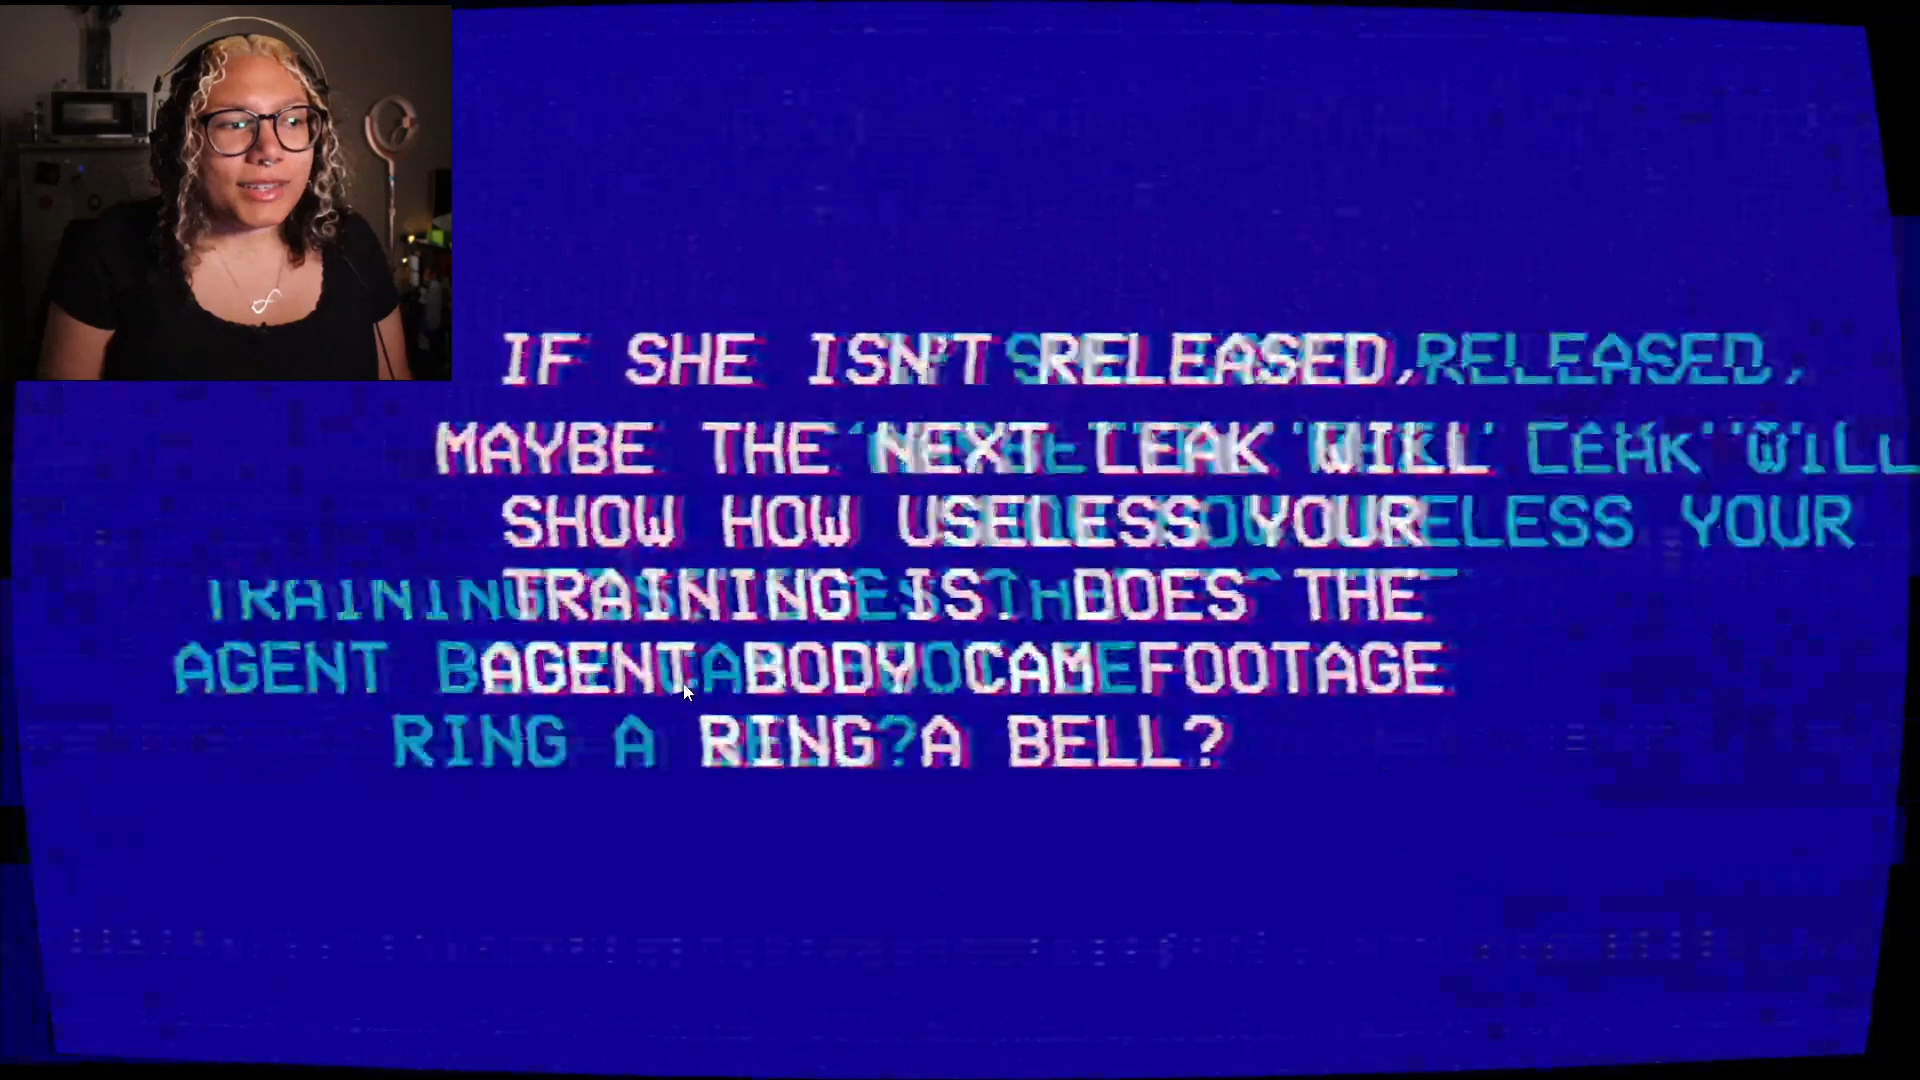 IF SHE ISN'T RELEASED,
MAYBE THE NEXT LEAK WILL
SHOW HOW USELESS YOUR
TRAINING IS. DOES THE
AGENT BODY CAM FOOTAGE
RING A BELL?